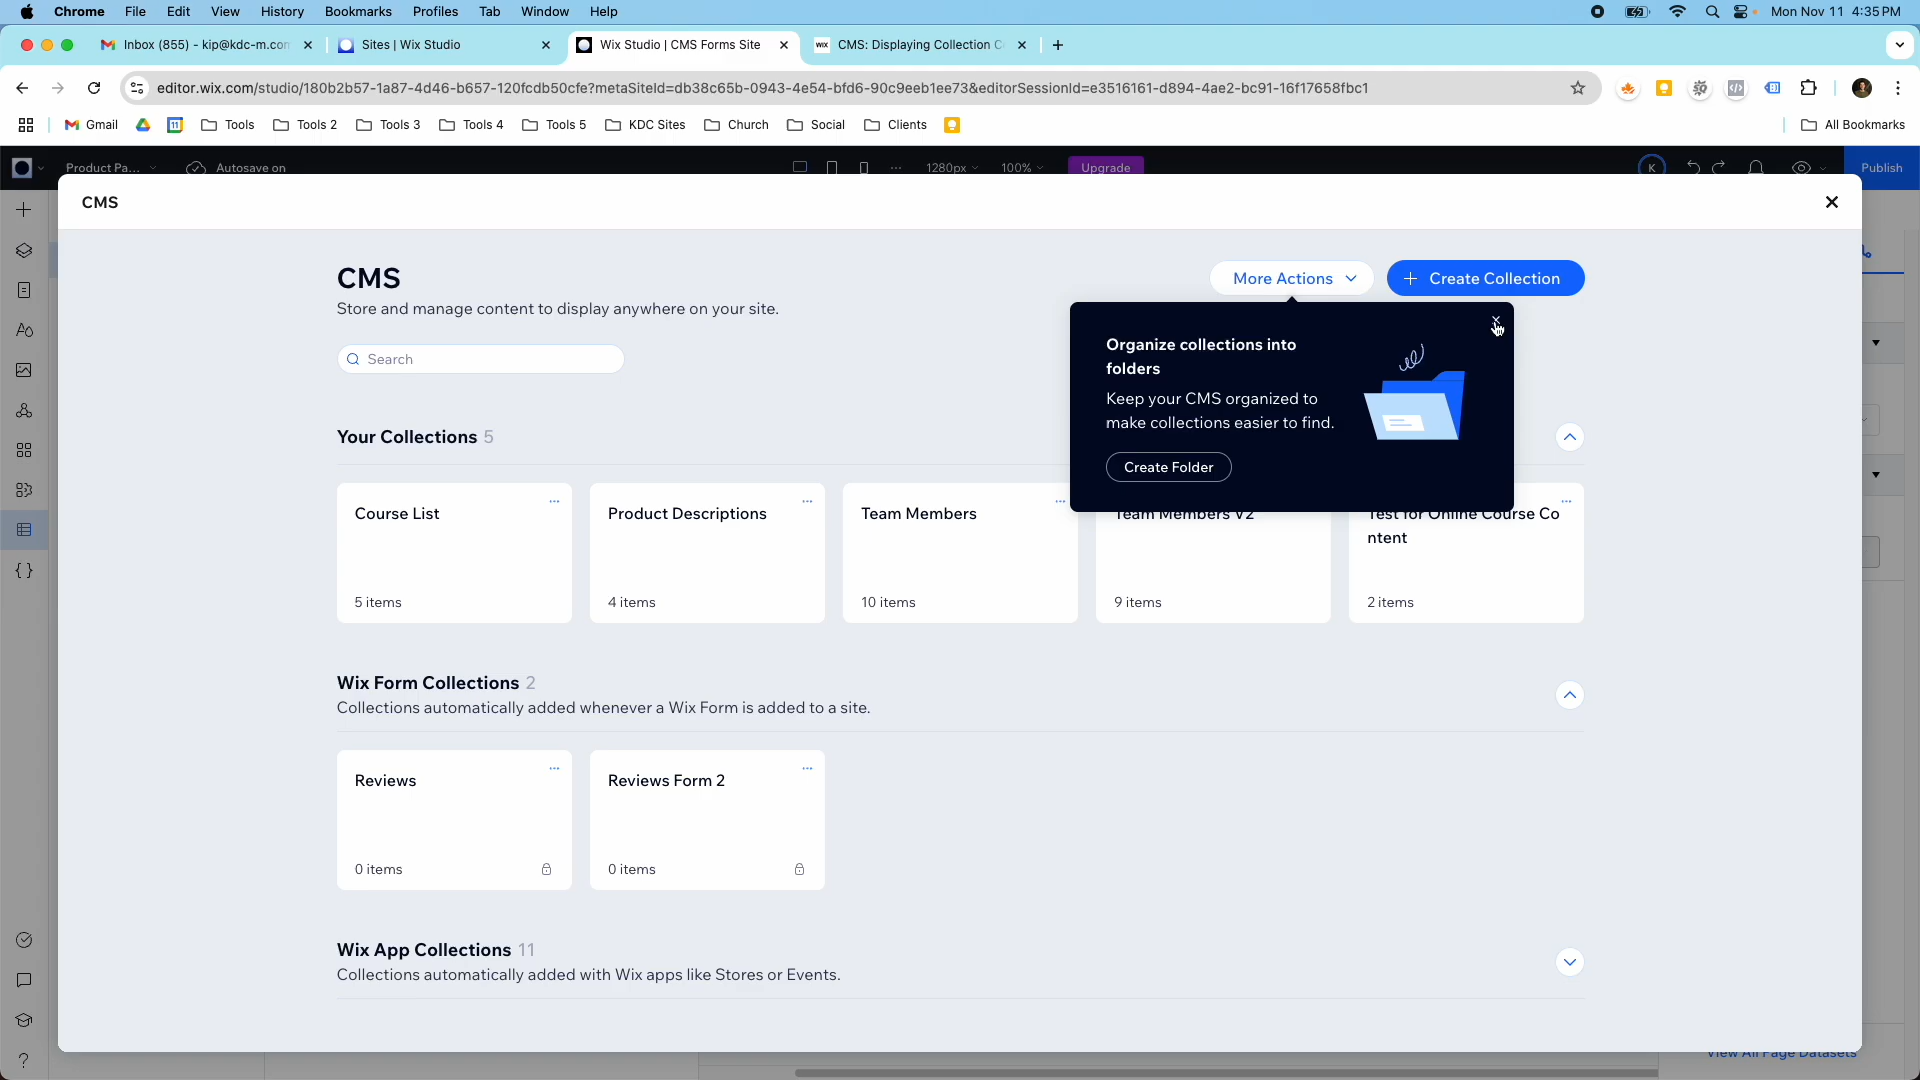 Chrome File Edit View History Bookmarks Profiles Tab Window Help Mon Nov 11 4:35 PM
Inbox (855) - kip@kdc-m.com Sites | Wix Studio Wix Studio | CMS Forms Site WIX CMS: Displaying Collection C
editor.wix.com/studio/180b2b57-1a87-4d46-b657-120fcdb50cfe?metaSiteId=db38c65b-0943-4e54-bfd6-90c9eeb1ee73&editorSessionId=e3516161-d894-4ae2-bc91-16f17658fbc1
Gmail Tools Tools 2 Tools 3 Tools 4 Tools 5 KDC Sites Church Social Clients All Bookmarks
Product Pa... Autosave on 1280px 100% Upgrade K Publish
CMS
CMS
More Actions + Create Collection
Store and manage content to display anywhere on your site.
Search
Organize collections into
folders
Keep your CMS organized to
make collections easier to find.
Create Folder
Your Collections 5
Course List
5 items
Product Descriptions
4 items
Team Members
10 items
Team Members V2
9 items
Test for Online Course Co
ntent
2 items
Wix Form Collections 2
Collections automatically added whenever a Wix Form is added to a site.
Reviews
0 items
Reviews Form 2
0 items
Wix App Collections 11
Collections automatically added with Wix apps like Stores or Events.
View All Page Datasets